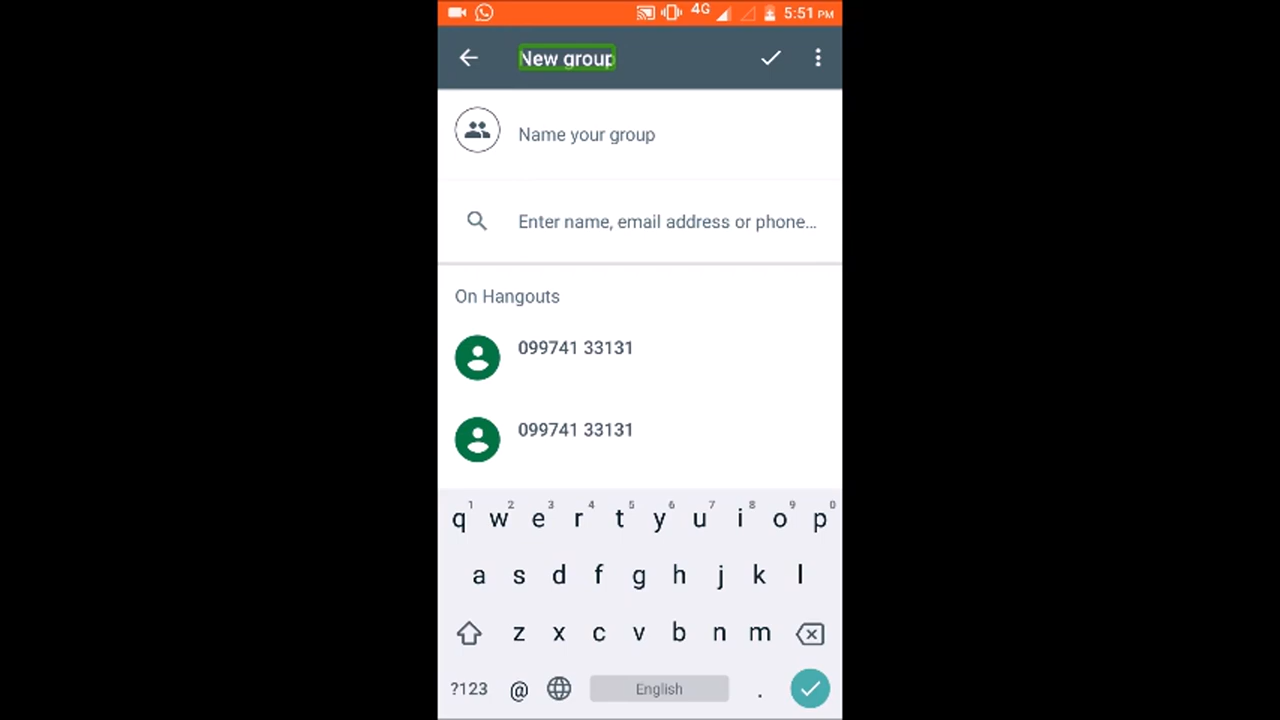 4G 5:51 PM
New group
Name your group
Enter name, email address or phone...
On Hangouts
099741 33131
099741 33131
1 2 3 4 5 6 7 8 9 0
q w e r t y u i o p
a s d f g h j k l
z x c v b n m
?123 @ English .